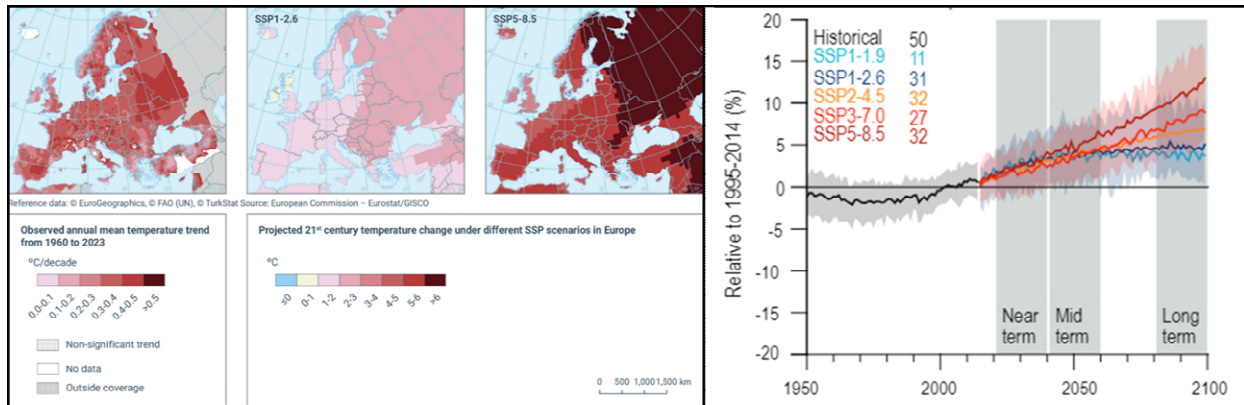 SSP1-2.6
SSP5-8.5
Reference data: © EuroGeographics, © FAO (UN), © TurkStat Source: European Commission – Eurostat/GISCO
Observed annual mean temperature trend
from 1960 to 2023
ºC/decade
0.0-0.1
0.1-0.2
0.2-0.3
0.3-0.4
0.4-0.5
>0.5
Non-significant trend
No data
Outside coverage
Projected 21st century temperature change under different SSP scenarios in Europe
ºC
≤0
0-1
1-2
2-3
3-4
4-5
5-6
>6
0 500 1,000 1,500 km
Relative to 1995-2014 (%)
20
15
10
5
0
-5
-10
-15
-20
Historical 50
SSP1-1.9 11
SSP1-2.6 31
SSP2-4.5 32
SSP3-7.0 27
SSP5-8.5 32
Near
term
Mid
term
Long
term
1950
2000
2050
2100